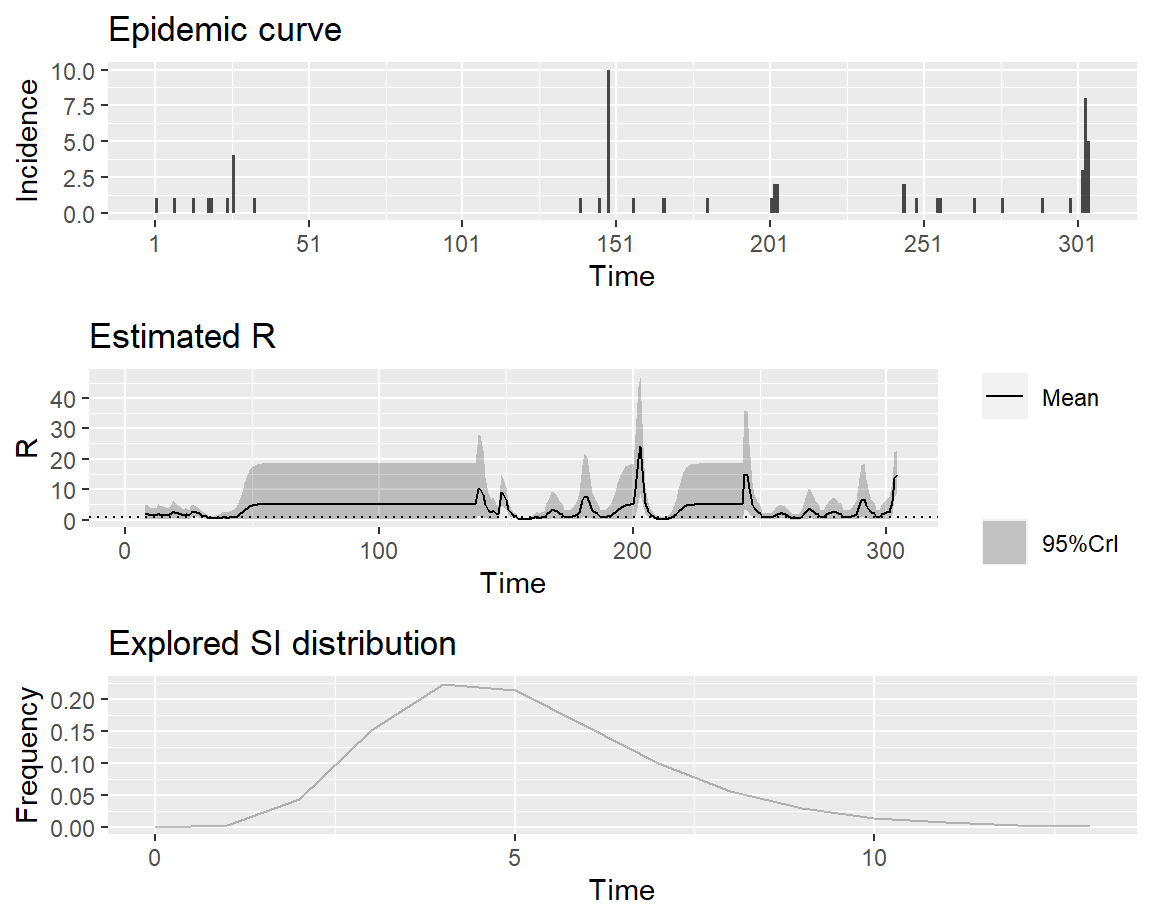 Epidemic curve
10.0
7.5
5.0
2.5
0.0
Incidence
1 51 101 151 201 251 301
Time
Estimated R
40
30
20
10
0
R
0 100 200 300
Time
Mean
95%CrI
Explored SI distribution
0.20
0.15
0.10
0.05
0.00
Frequency
0 5 10
Time